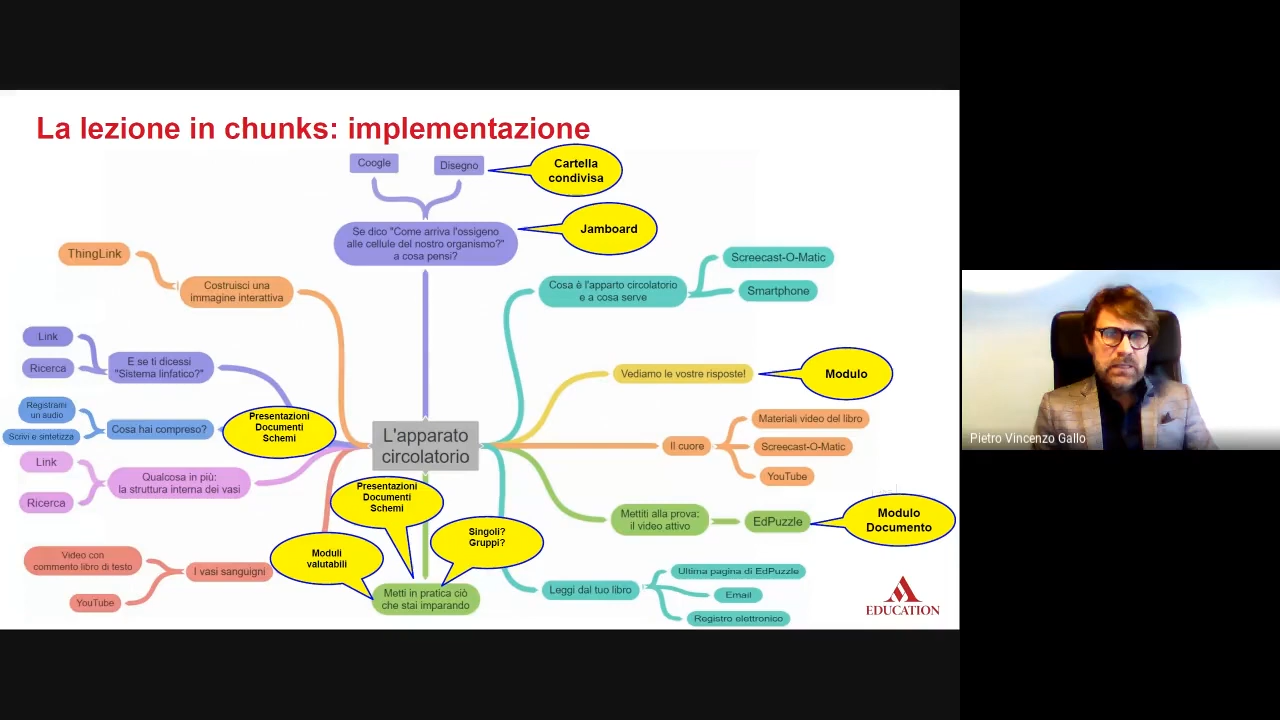 La lezione in chunks: implementazione
Coogle
Disegno
Cartella
condivisa
Se dico "Come arriva l'ossigeno
alle cellule del nostro organismo?"
a cosa pensi?
Jamboard
ThingLink
Costruisci una
immagine interattiva
Cosa è l'apparto circolatorio
e a cosa serve
Screecast-O-Matic
Smartphone
Link
Ricerca
E se ti dicessi
"Sistema linfatico?"
Vediamo le vostre risposte!
Modulo
Registrami
un audio
Scrivi e sintetizza
Cosa hai compreso?
Presentazioni
Documenti
Schemi
L'apparato
circolatorio
Il cuore
Materiali video del libro
Screecast-O-Matic
YouTube
Pietro Vincenzo Gallo
Link
Ricerca
Qualcosa in più:
la struttura interna dei vasi
Presentazioni
Documenti
Schemi
Singoli?
Gruppi?
Mettiti alla prova:
il video attivo
EdPuzzle
Modulo
Documento
Video con
commento libro di testo
YouTube
I vasi sanguigni
Moduli
valutabili
Metti in pratica ciò
che stai imparando
Leggi dal tuo libro
Ultima pagina di EdPuzzle
Email
Registro elettronico
EDUCATION